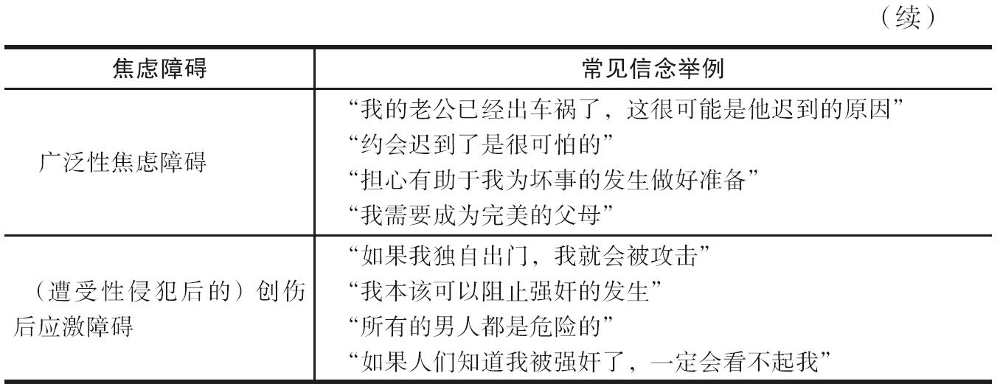 （续）
焦虑障碍
常见信念举例
广泛性焦虑障碍
“我的老公已经出车祸了，这很可能是他迟到的原因”
“约会迟到了是很可怕的”
“担心有助于我为坏事的发生做好准备”
“我需要成为完美的父母”
（遭受性侵犯后的）创伤
后应激障碍
“如果我独自出门，我就会被攻击”
“我本该可以阻止强奸的发生”
“所有的男人都是危险的”
“如果人们知道我被强奸了，一定会看不起我”